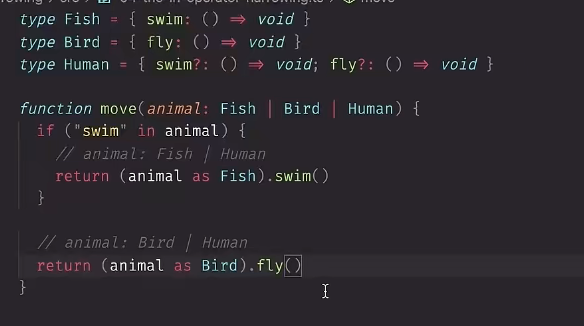 type Fish = { swim: () => void }
type Bird = { fly: () => void }
type Human = { swim?: () => void; fly?: () => void }
function move(animal: Fish | Bird | Human) {
if ("swim" in animal) {
// animal: Fish | Human
return (animal as Fish).swim()
}
// animal: Bird | Human
return (animal as Bird).fly()
}